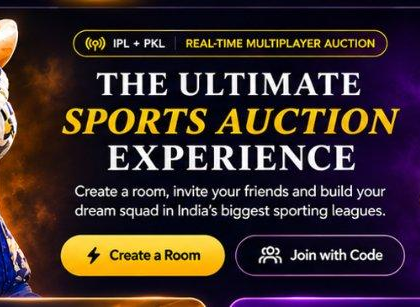 IPL + PKL | REAL-TIME MULTIPLAYER AUCTION
THE ULTIMATE
SPORTS AUCTION
EXPERIENCE
Create a room, invite your friends and build your
dream squad in India's biggest sporting leagues.
Create a Room
Join with Code